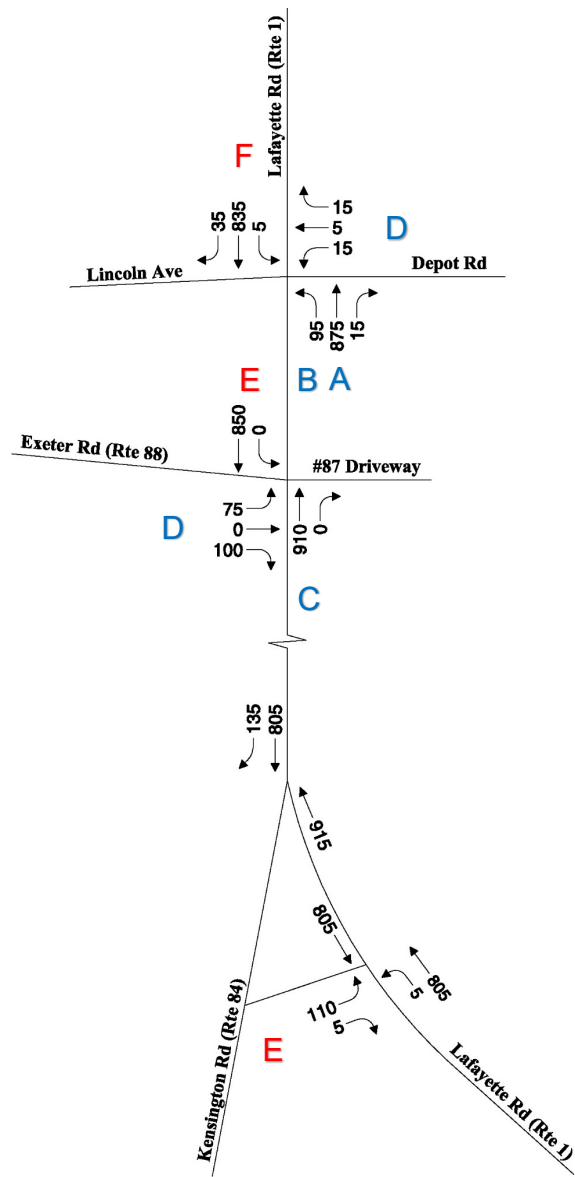 Lafayette Rd (Rte 1)
F
35
835
5
15
5
15
D
Lincoln Ave
Depot Rd
95
875
15
E
B
A
850
0
Exeter Rd (Rte 88)
#87 Driveway
75
0
100
D
910
0
C
135
805
915
805
805
5
110
5
E
Kensington Rd (Rte 84)
Lafayette Rd (Rte 1)